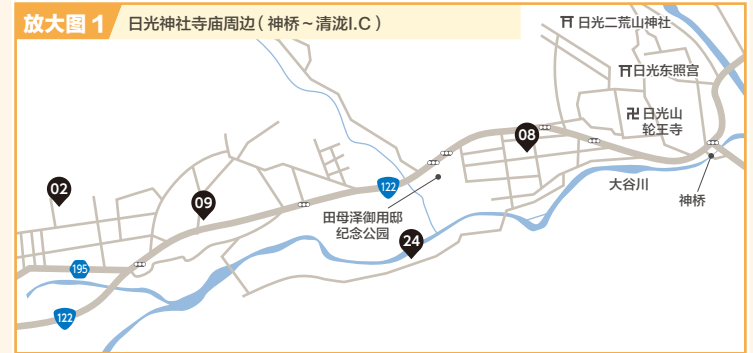 放大图 1
日光神社寺庙周边（神桥～清泷I.C）
日光二荒山神社
日光东照宫
卍日光山
轮王寺
08
02
122
09
大谷川
神桥
田母泽御用邸
纪念公园
24
195
122